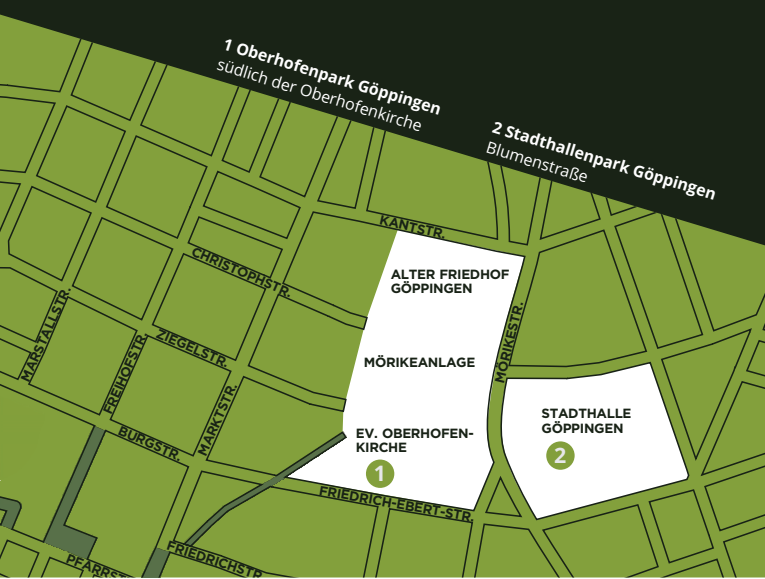 1 Oberhofenpark Göppingen
südlich der Oberhofenkirche
2 Stadthallenpark Göppingen
Blumenstraße
KANTSTR.
CHRISTOPHSTR.
ALTER FRIEDHOF
GÖPPINGEN
MARSTALLSTR.
FREIHOFSTR.
ZIEGELSTR.
MÖRIKESTR.
MÖRIKEANLAGE
MARKTSTR.
BURGSTR.
EV. OBERHOFEN-
KIRCHE
1
STADTHALLE
GÖPPINGEN
2
FRIEDRICH-EBERT-STR.
FRIEDRICHSTR.
PFARRSTR.